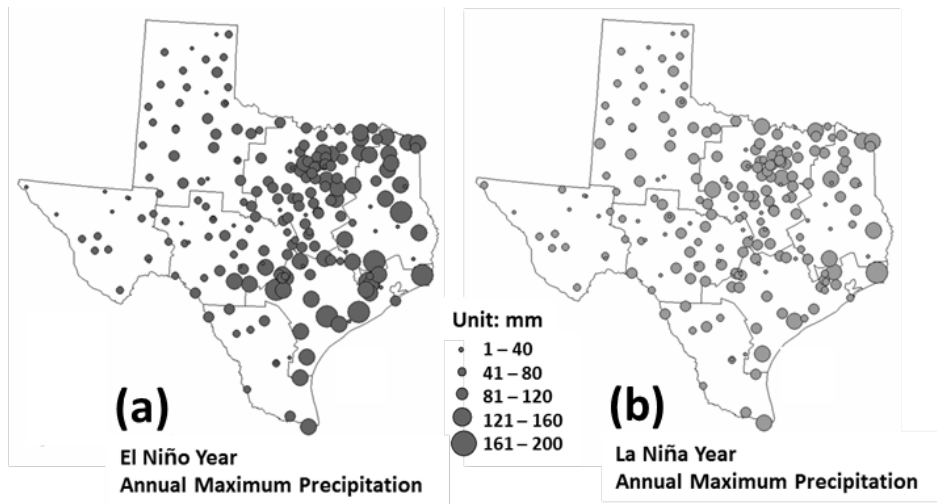 (a)
El Niño Year
Annual Maximum Precipitation
Unit: mm
1 – 40
41 – 80
81 – 120
121 – 160
161 – 200
(b)
La Niña Year
Annual Maximum Precipitation